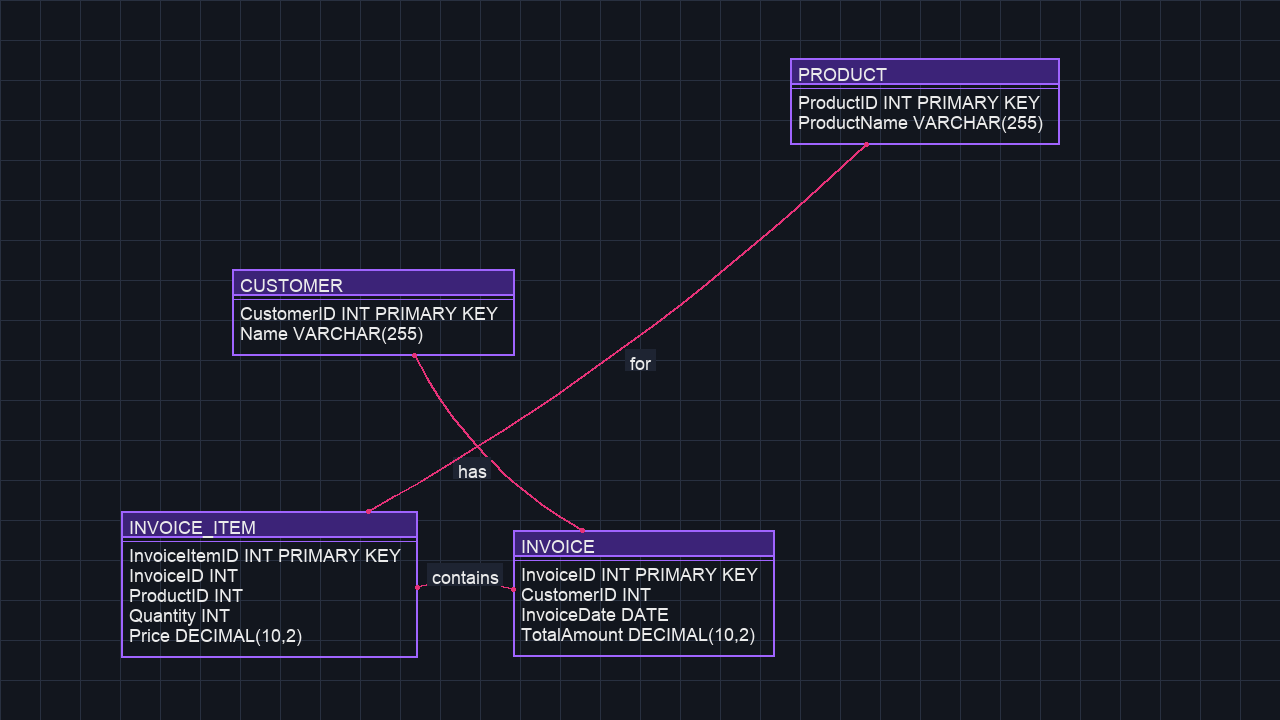 PRODUCT
ProductID INT PRIMARY KEY
ProductName VARCHAR(255)
CUSTOMER
CustomerID INT PRIMARY KEY
Name VARCHAR(255)
for
has
INVOICE_ITEM
InvoiceItemID INT PRIMARY KEY
InvoiceID INT
ProductID INT
Quantity INT
Price DECIMAL(10,2)
contains
INVOICE
InvoiceID INT PRIMARY KEY
CustomerID INT
InvoiceDate DATE
TotalAmount DECIMAL(10,2)